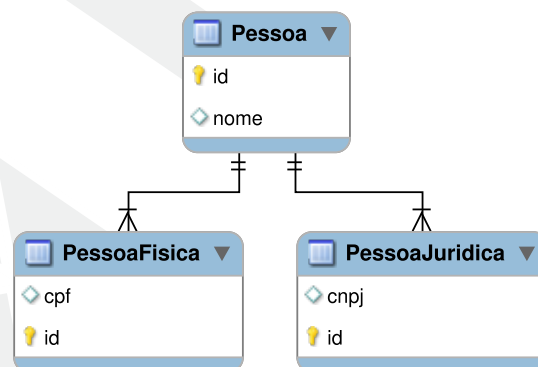 Pessoa
id
nome
PessoaFisica
cpf
id
PessoaJuridica
cnpj
id